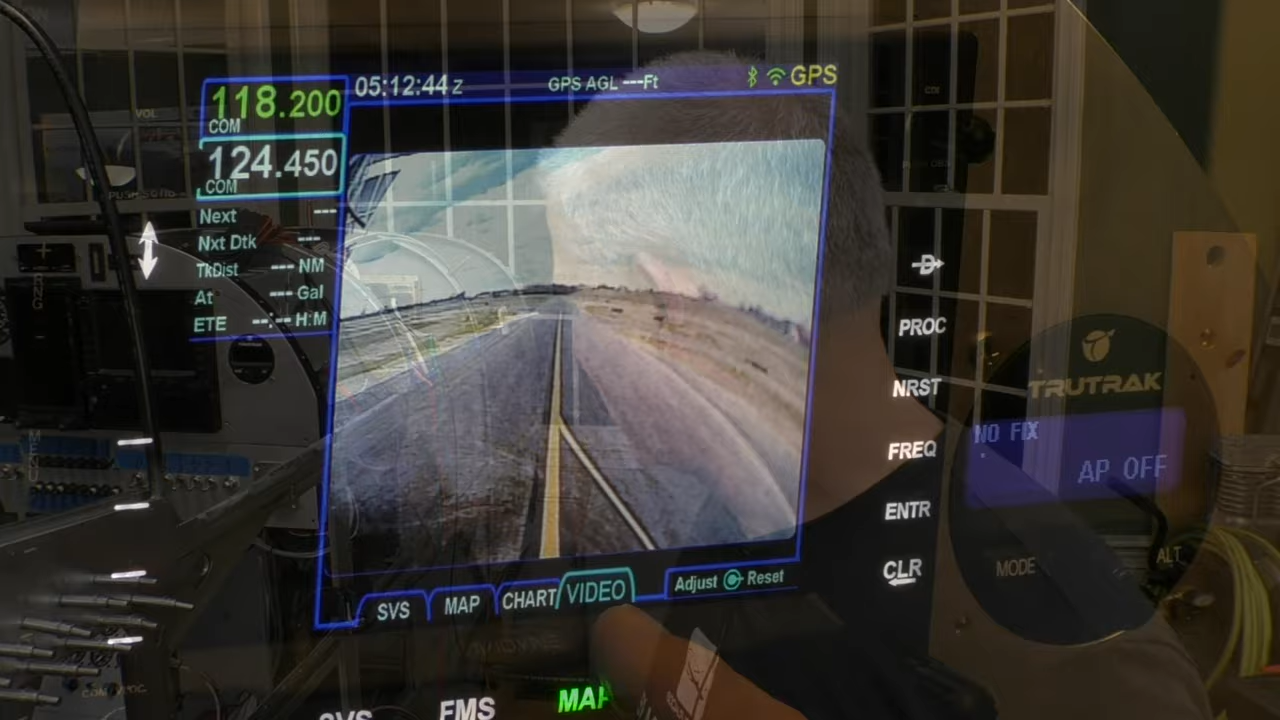 118.200
COM
05:12:44 Z
GPS AGL ---Ft
GPS
124.450
COM
Next ---
Nxt Dtk ---
TkDist --- NM
At --- Gal
ETE --:-- H:M
VOL
PROC
NRST
FREQ
ENTR
CLR
TRUTRAK
NO FIX
AP OFF
MODE
ALT
SVS
MAP
CHART
VIDEO
Adjust Reset
SVS
FMS
MAP